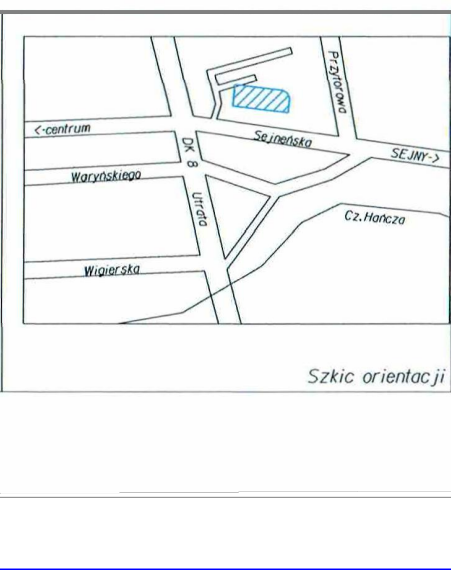 Przytorowa
<-centrum
Sejneńska
DK 8
SEJNY->
Waryńskiego
Utrata
Cz.Hańcza
Wigierska
Szkic orientacji